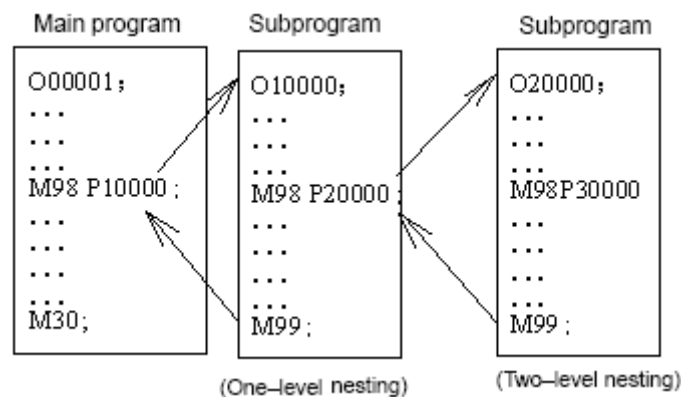 Main program
O00001;
...
...
...
M98 P10000;
...
...
...
...
M30;
Subprogram
O10000;
...
...
...
M98 P20000;
...
...
...
...
M99;
(One-level nesting)
Subprogram
O20000;
...
...
...
M98P30000
...
...
...
...
M99;
(Two-level nesting)